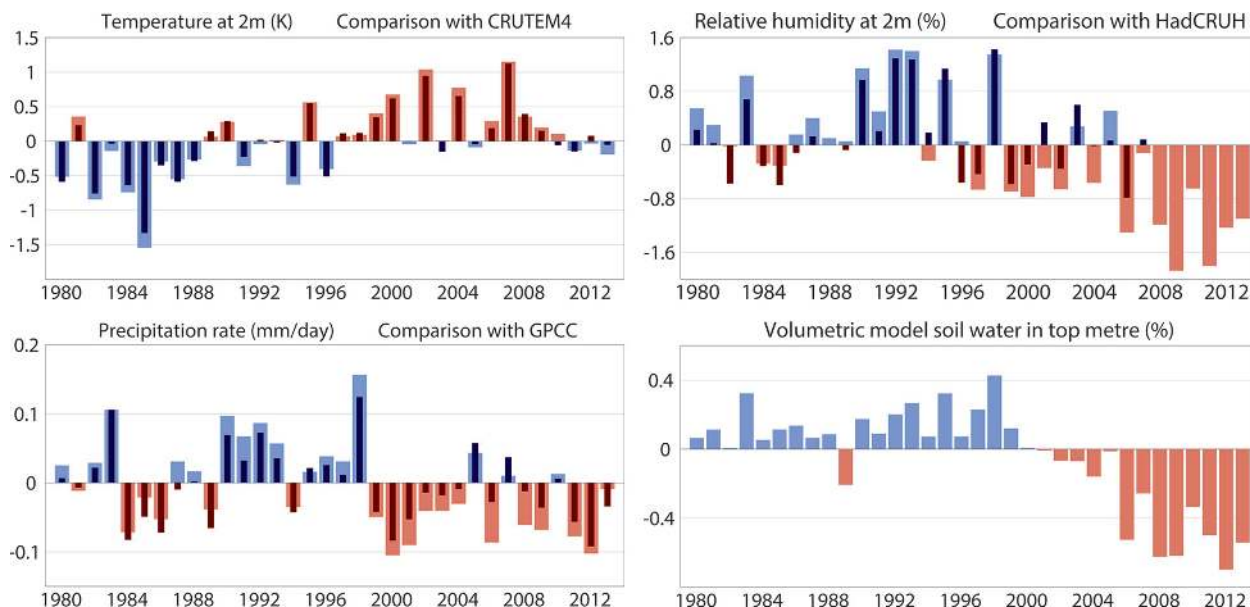 Temperature at 2m (K) Comparison with CRUTEM4
1.5
1
0.5
0
-0.5
-1
-1.5
1980 1984 1988 1992 1996 2000 2004 2008 2012
Relative humidity at 2m (%) Comparison with HadCRUH
1.6
0.8
0
-0.8
-1.6
1980 1984 1988 1992 1996 2000 2004 2008 2012
Precipitation rate (mm/day) Comparison with GPCC
0.2
0.1
0
-0.1
1980 1984 1988 1992 1996 2000 2004 2008 2012
Volumetric model soil water in top metre (%)
0.4
0
-0.4
1980 1984 1988 1992 1996 2000 2004 2008 2012